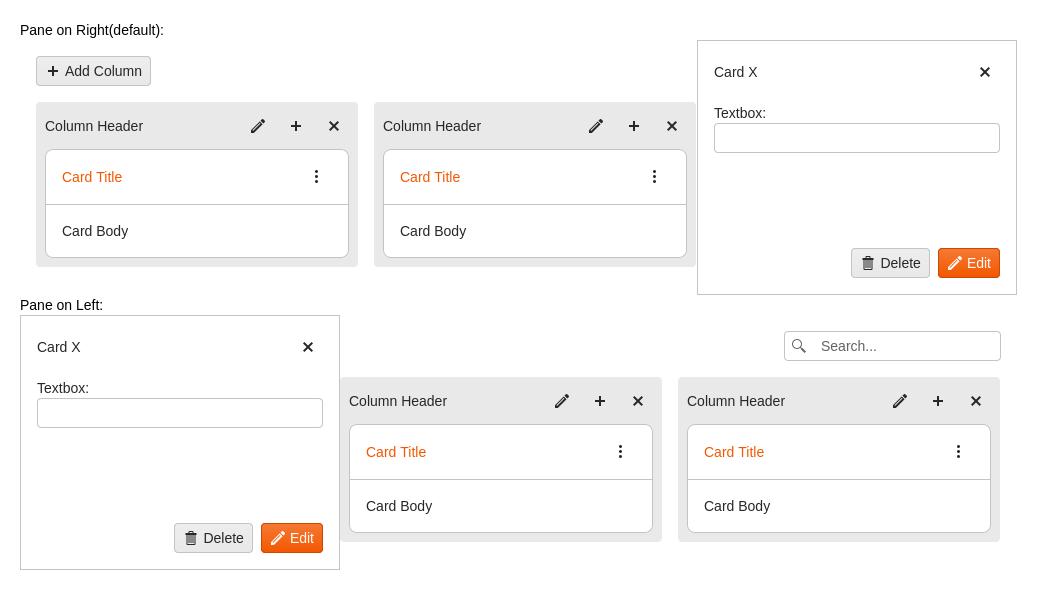 Pane on Right(default):
Add Column
Column Header
Card Title
Card Body
Column Header
Card Title
Card Body
Card X
Textbox:
Delete
Edit
Pane on Left:
Card X
Textbox:
Delete
Edit
Search...
Column Header
Card Title
Card Body
Column Header
Card Title
Card Body